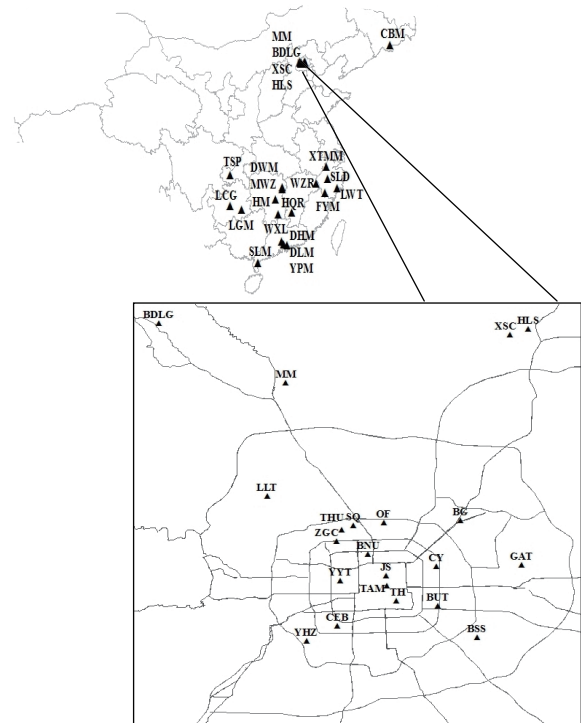 MM
CBM
BDLG
XSC
HLS
XTMM
TSP
DWM
SLD
MWZ
WZR
LCG
LWT
HM
HQR
FYM
LGM
WXL
DHM
SLM
DLM
YPM
BDLG
HLS
XSC
MM
LLT
THU
SQ
OF
BG
ZGC
BNU
CY
GAT
JS
YYT
TAM
TH
BUT
CEB
YHZ
BSS